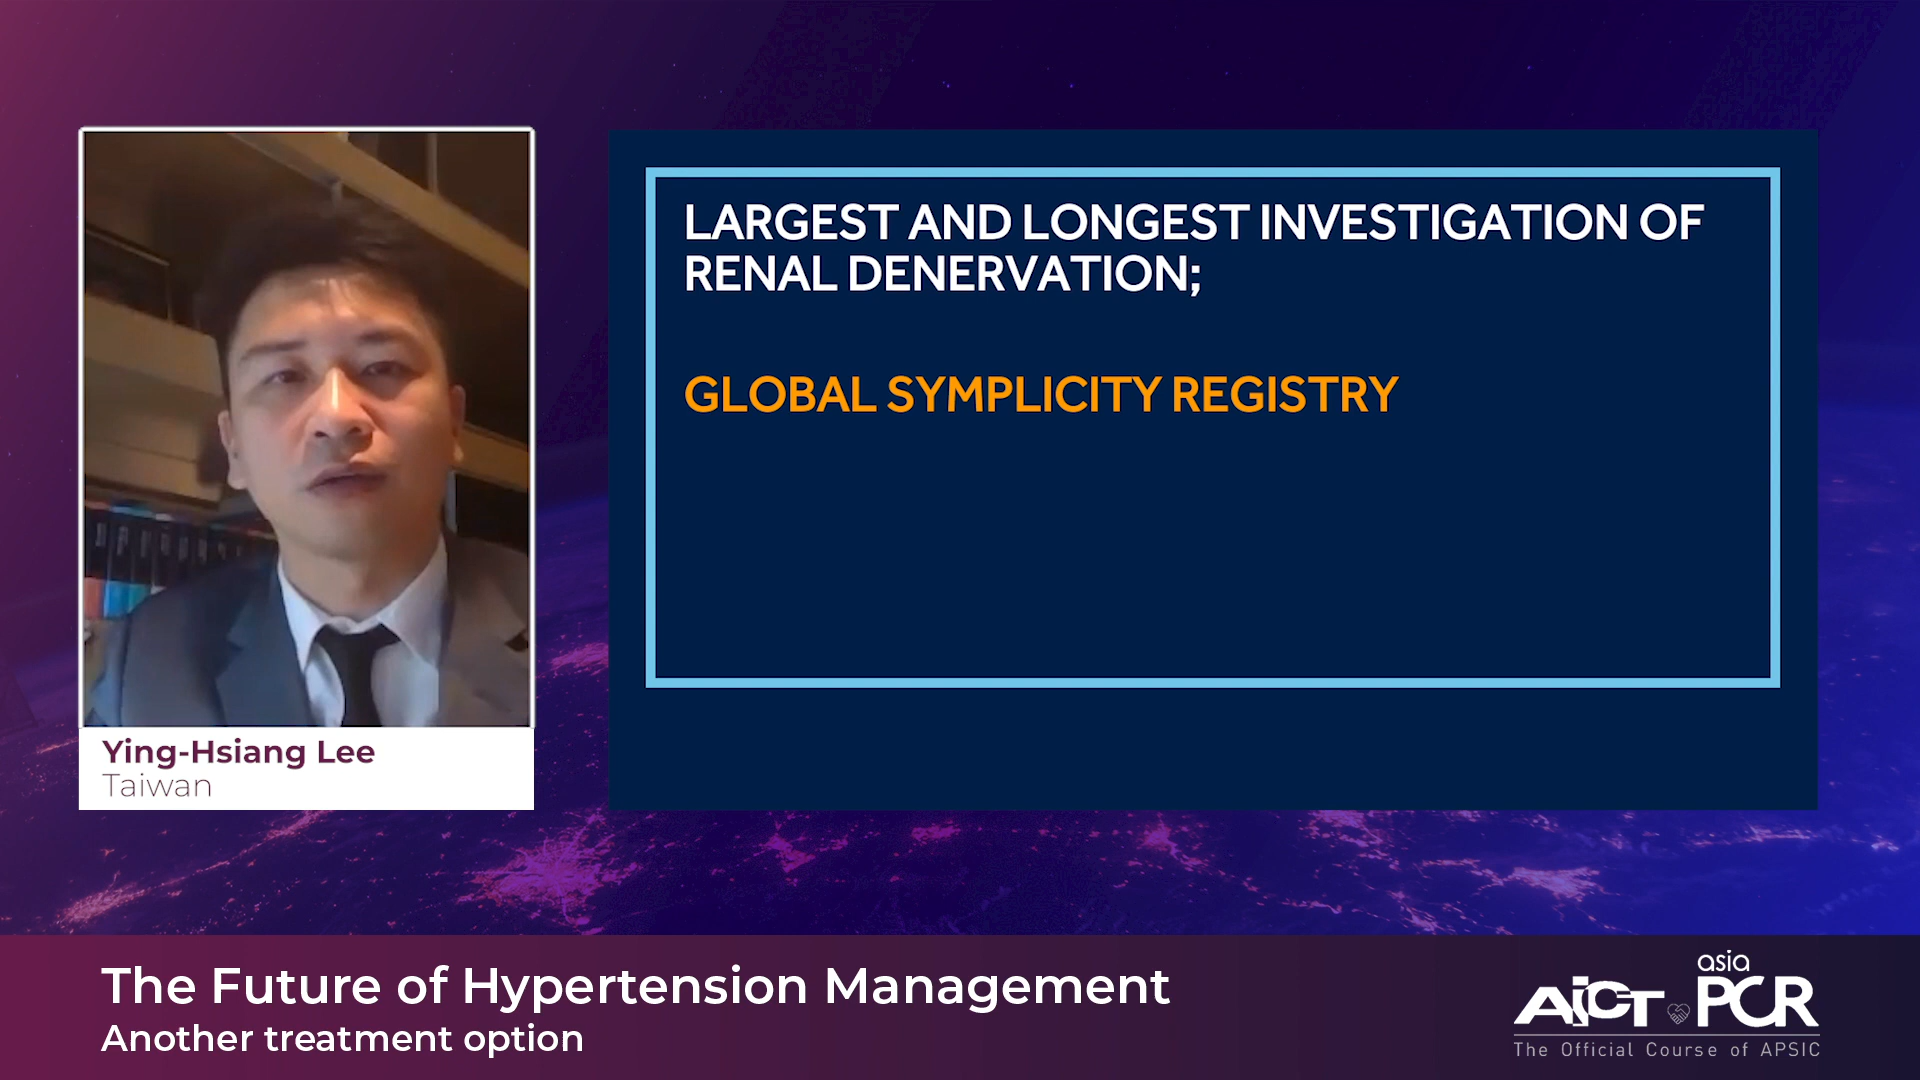 LARGEST AND LONGEST INVESTIGATION OF
RENAL DENERVATION;
GLOBAL SYMPLICITY REGISTRY
Ying-Hsiang Lee
Taiwan
The Future of Hypertension Management
Another treatment option
asia
AICT PCR
The Official Course of APSIC